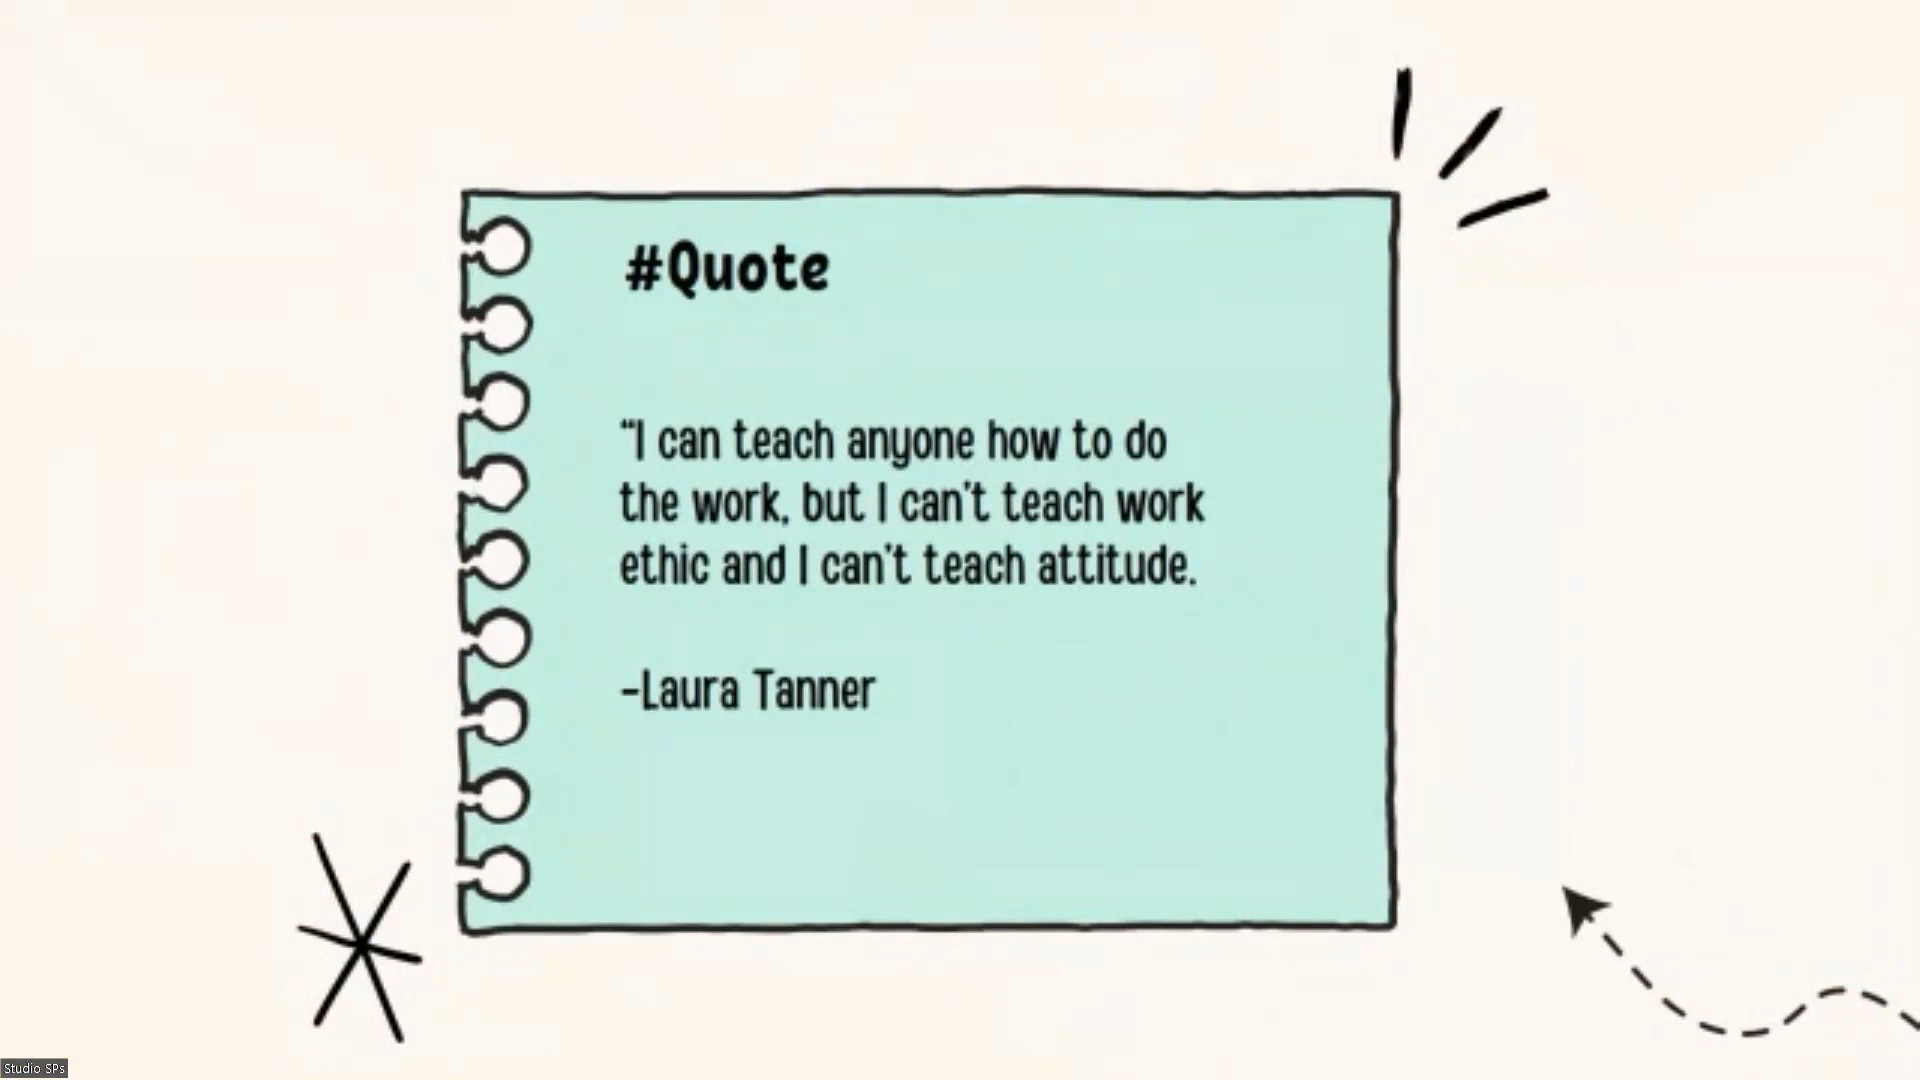 #Quote
“I can teach anyone how to do
the work, but I can't teach work
ethic and I can't teach attitude.
-Laura Tanner
Studio SPs